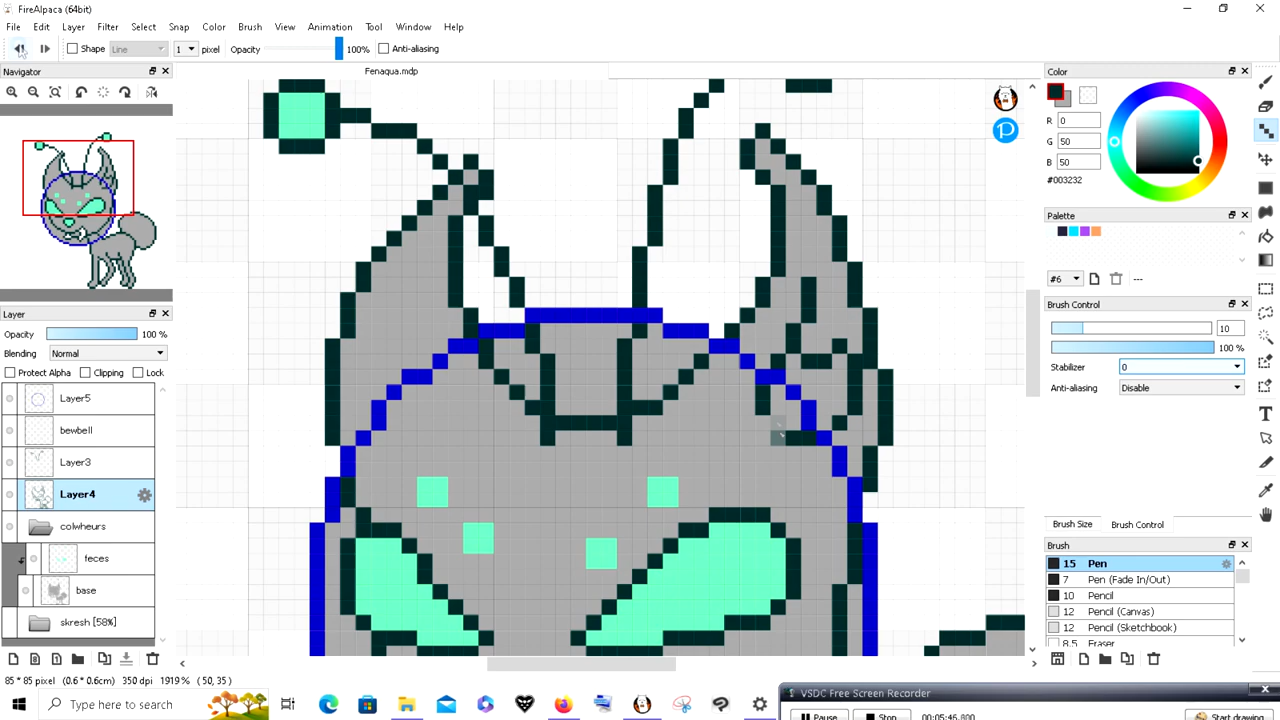 FireAlpaca (64bit)
File Edit Layer Filter Select Snap Color Brush View Animation Tool Window Help
Shape Line 1 pixel Opacity 100% Anti-aliasing
Navigator
Fenaqua.mdp
Color
R 0
G 50
B 50
#003232
Palette
#6 ---
Brush Control
10
100 %
Stabilizer 0
Anti-aliasing Disable
Brush Size Brush Control
Brush
15 Pen
7 Pen (Fade In/Out)
10 Pencil
12 Pencil (Canvas)
12 Pencil (Sketchbook)
8.5 Eraser
Layer
Opacity 100 %
Blending Normal
Protect Alpha Clipping Lock
Layer5
bewbell
Layer3
Layer4
colwheurs
feces
base
skresh [58%]
85 * 85 pixel (0.6 * 0.6cm) 350 dpi 1919 % (50, 35)
Type here to search
VSDC Free Screen Recorder
Pause Stop 00:05:46.800 Start drawing